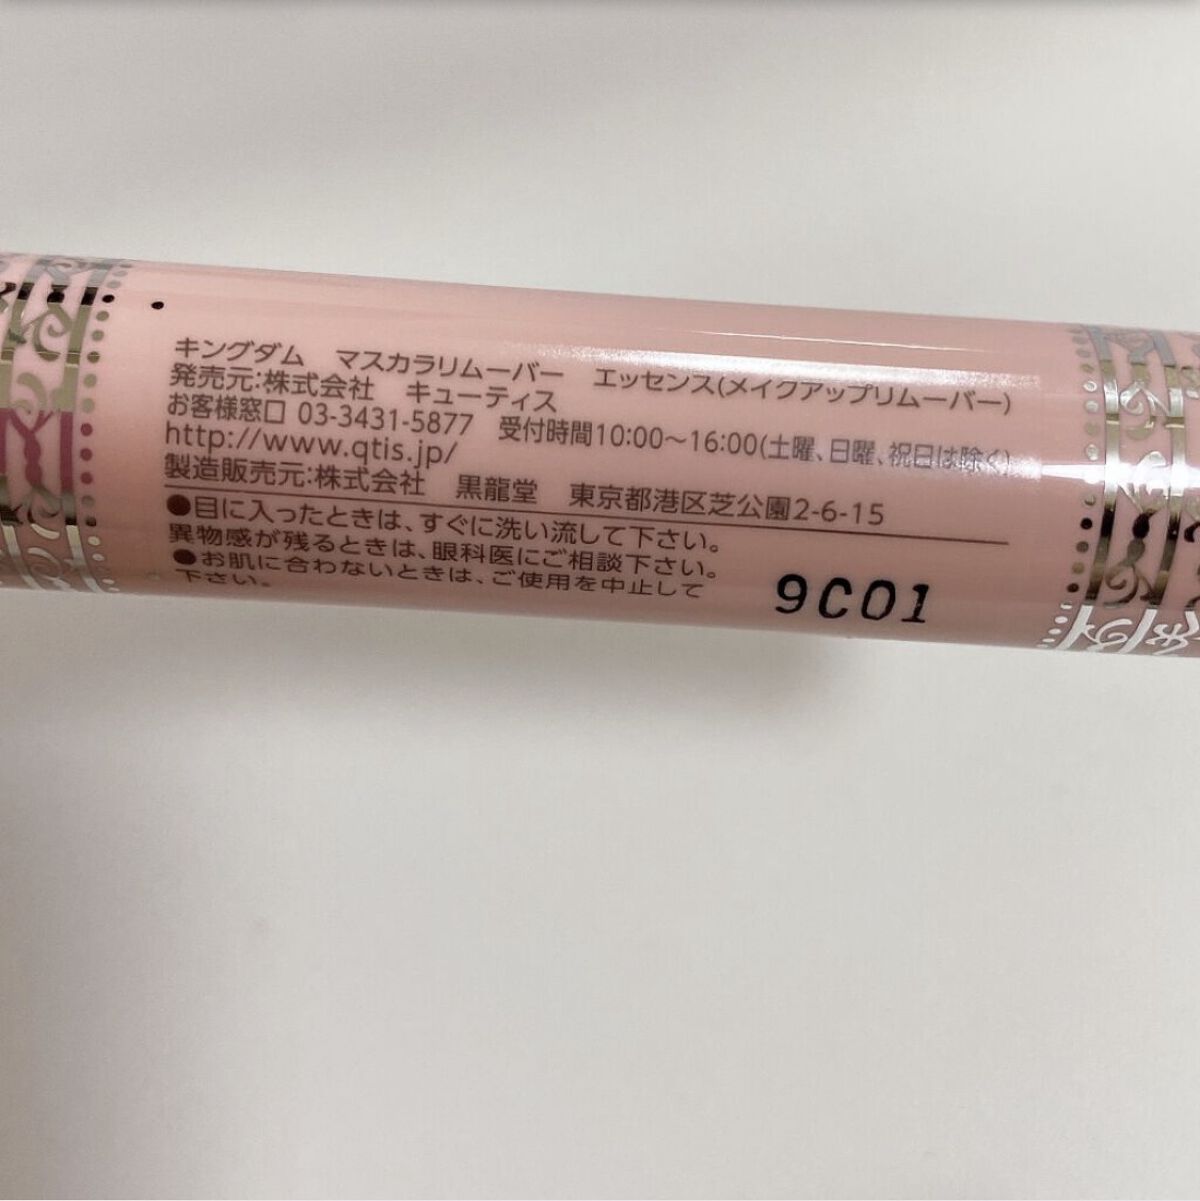 キングダム　マスカラリムーバー　エッセンス(メイクアップリムーバー)
発売元:株式会社　キューティス
お客様窓口 03-3431-5877　受付時間10:00～16:00(土曜、日曜、祝日は除く)
http://www.qtis.jp/
製造販売元:株式会社　黒龍堂　東京都港区芝公園2-6-15
●目に入ったときは、すぐに洗い流して下さい。
異物感が残るときは、眼科医にご相談下さい。
●お肌に合わないときは、ご使用を中止して
下さい。
9C01